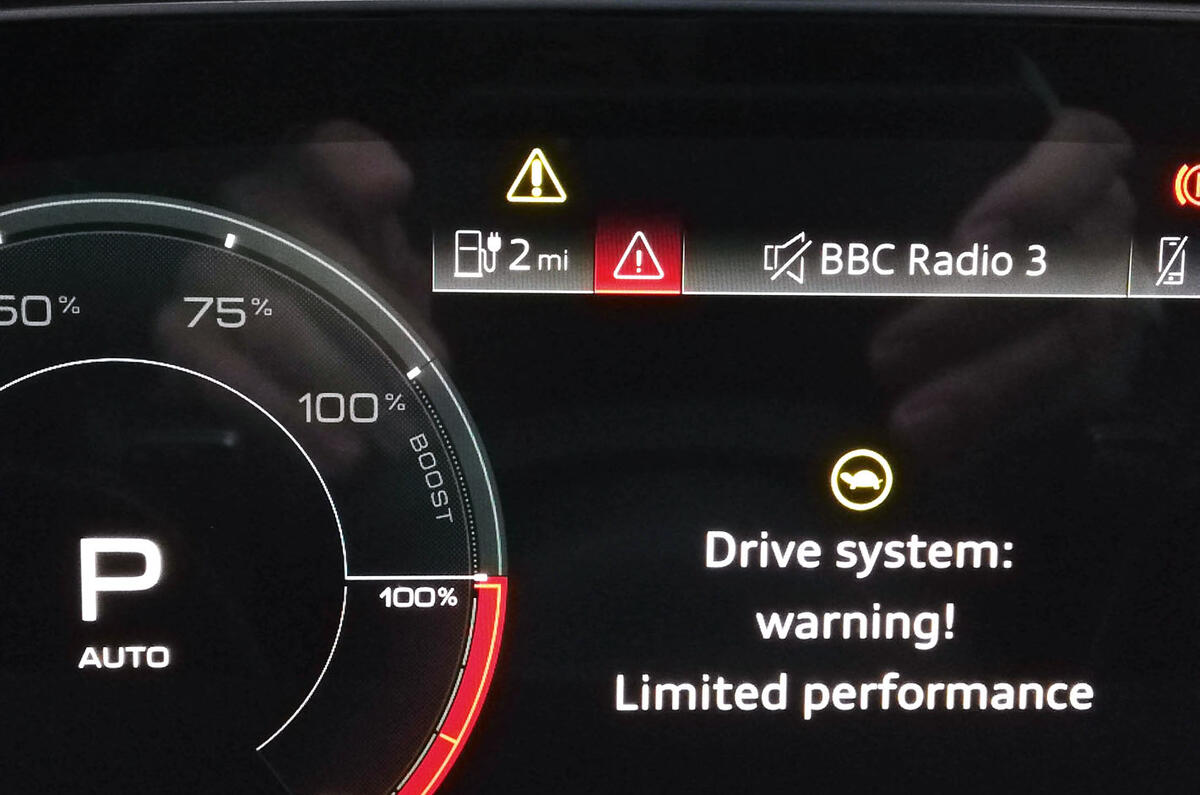 2 mi
BBC Radio 3
50%
75%
100%
BOOST
P
AUTO
100%
Drive system:
warning!
Limited performance